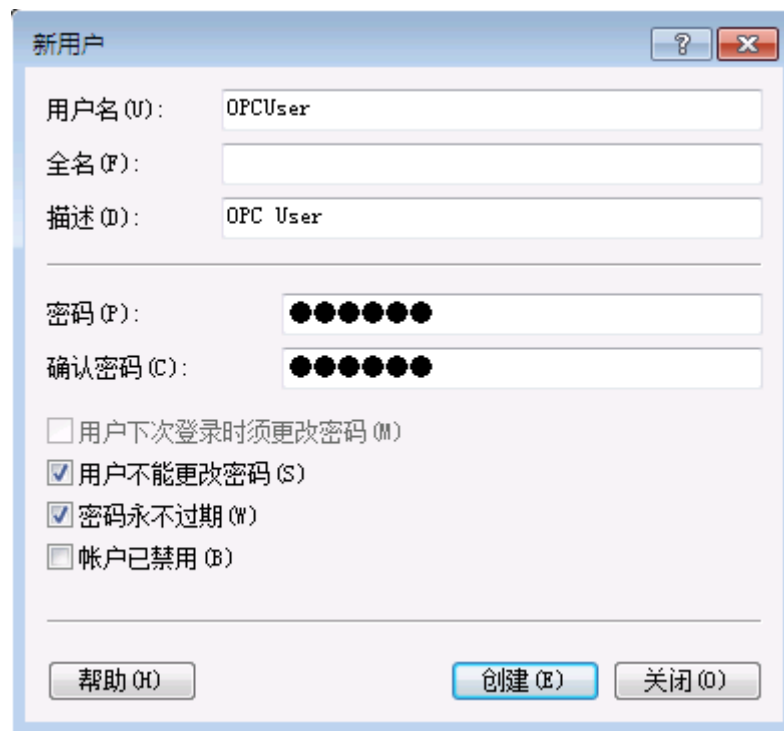 新用户
用户名(U): OPCUser
全名(F):
描述(D): OPC User
密码(P): ●●●●●●
确认密码(C): ●●●●●●
用户下次登录时须更改密码(M)
用户不能更改密码(S)
密码永不过期(W)
帐户已禁用(B)
帮助(H) 创建(E) 关闭(O)